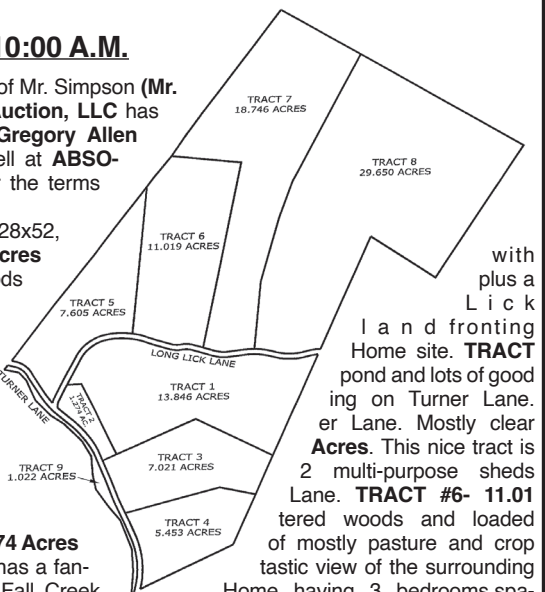 10:00 A.M.
of Mr. Simpson (Mr.
Auction, LLC has
Gregory Allen
ell at ABSO-
the terms
28x52,
cres
ds
74 Acres
has a fan-
Fall Creek
TRACT 7
18.746 ACRES
TRACT 8
29.650 ACRES
TRACT 6
11.019 ACRES
TRACT 5
7.605 ACRES
LONG LICK LANE
TURNER LANE
TRACT 1
13.846 ACRES
TRACT 2
1.274 AC.
TRACT 3
7.021 ACRES
TRACT 9
1.022 ACRES
TRACT 4
5.453 ACRES
with
plus a
Lick
land fronting
Home site. TRACT
pond and lots of good
ing on Turner Lane.
er Lane. Mostly clear
Acres. This nice tract is
2 multi-purpose sheds
Lane. TRACT #6- 11.01
tered woods and loaded
of mostly pasture and crop
tastic view of the surrounding
Home having 3 bedrooms,spa-